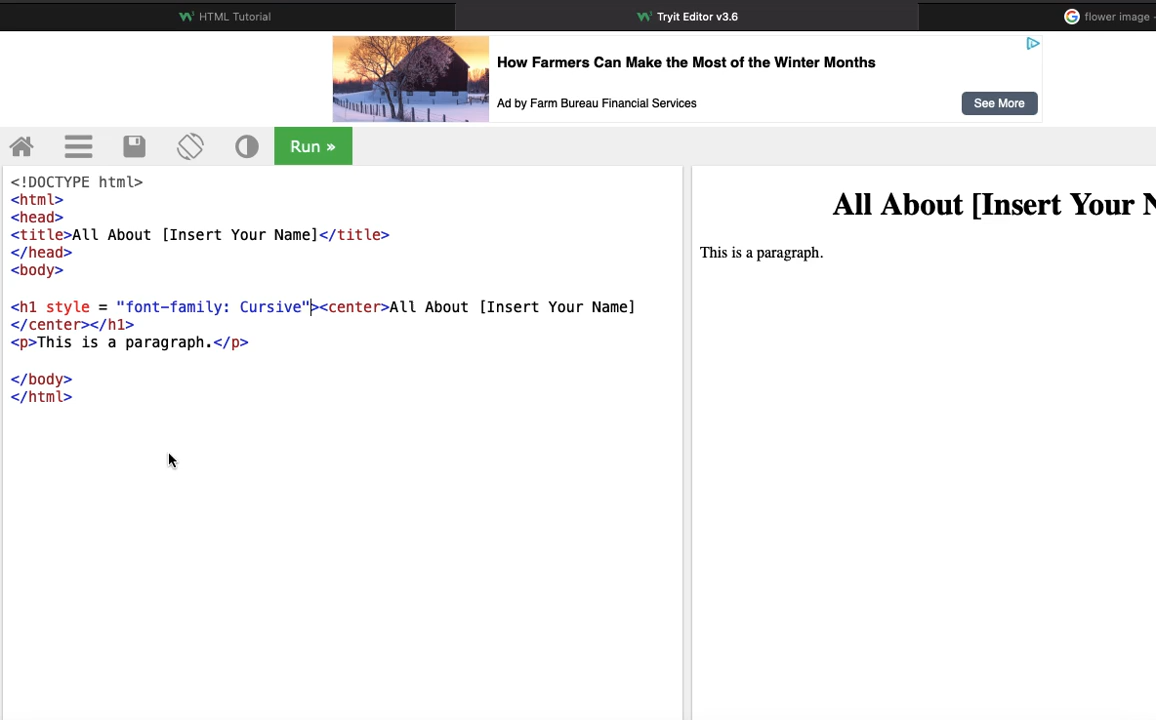 HTML Tutorial
Tryit Editor v3.6
flower image -
How Farmers Can Make the Most of the Winter Months
Ad by Farm Bureau Financial Services
See More
Run »
<!DOCTYPE html>
<html>
<head>
<title>All About [Insert Your Name]</title>
</head>
<body>
<h1 style = "font-family: Cursive"><center>All About [Insert Your Name]
</center></h1>
<p>This is a paragraph.</p>
</body>
</html>
All About [Insert Your N
This is a paragraph.